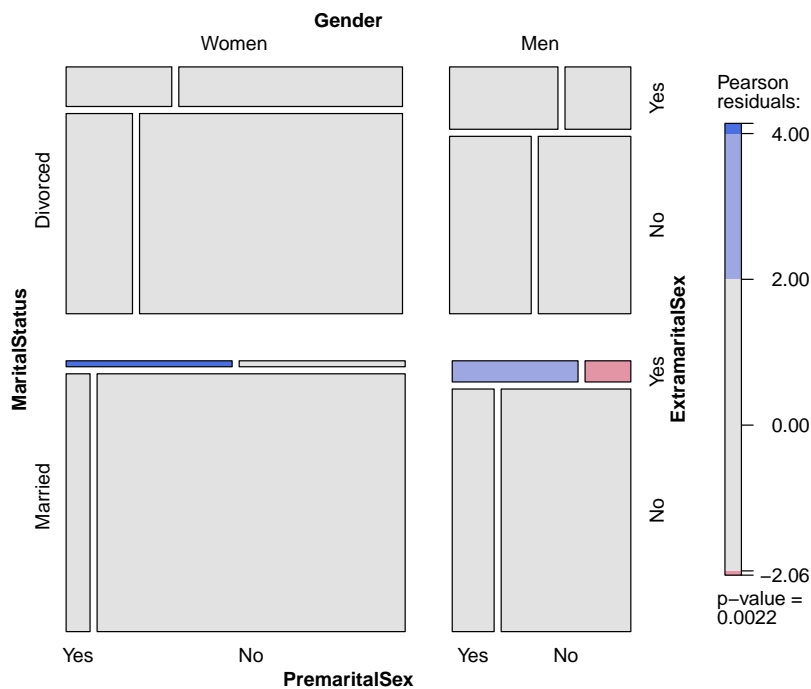 Gender
Women Men
Pearson
residuals:
MaritalStatus
Divorced
Married
Yes
No
Yes
No
ExtramaritalSex
4.00
2.00
0.00
−2.06
p−value =
0.0022
Yes No Yes No
PremaritalSex